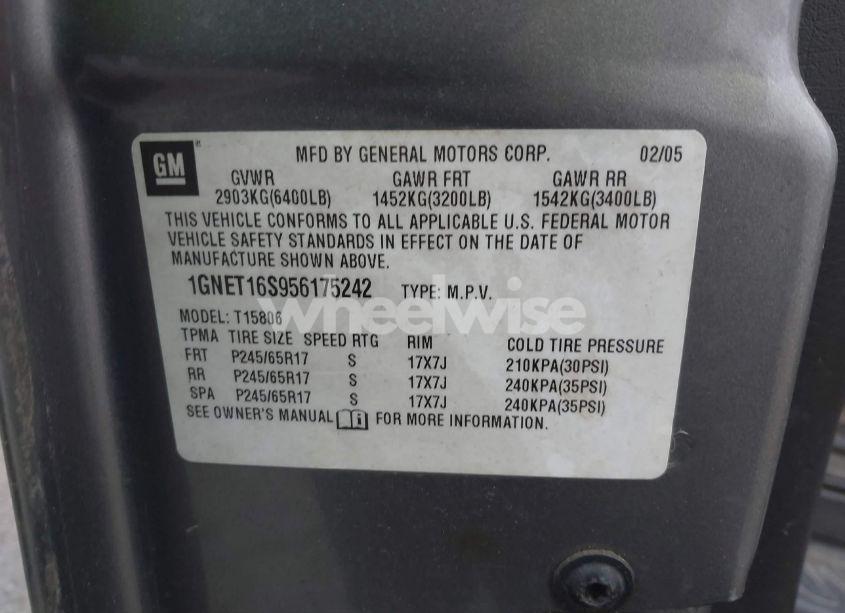 GM
MFD BY GENERAL MOTORS CORP. 02/05
GVWR GAWR FRT GAWR RR
2903KG(6400LB) 1452KG(3200LB) 1542KG(3400LB)
THIS VEHICLE CONFORMS TO ALL APPLICABLE U.S. FEDERAL MOTOR
VEHICLE SAFETY STANDARDS IN EFFECT ON THE DATE OF
MANUFACTURE SHOWN ABOVE.
1GNET16S956175242 TYPE: M.P.V.
wheelwise
MODEL: T15806
TPMA TIRE SIZE SPEED RTG RIM COLD TIRE PRESSURE
FRT P245/65R17 S 17X7J 210KPA(30PSI)
RR P245/65R17 S 17X7J 240KPA(35PSI)
SPA P245/65R17 S 17X7J 240KPA(35PSI)
SEE OWNER'S MANUAL i FOR MORE INFORMATION.